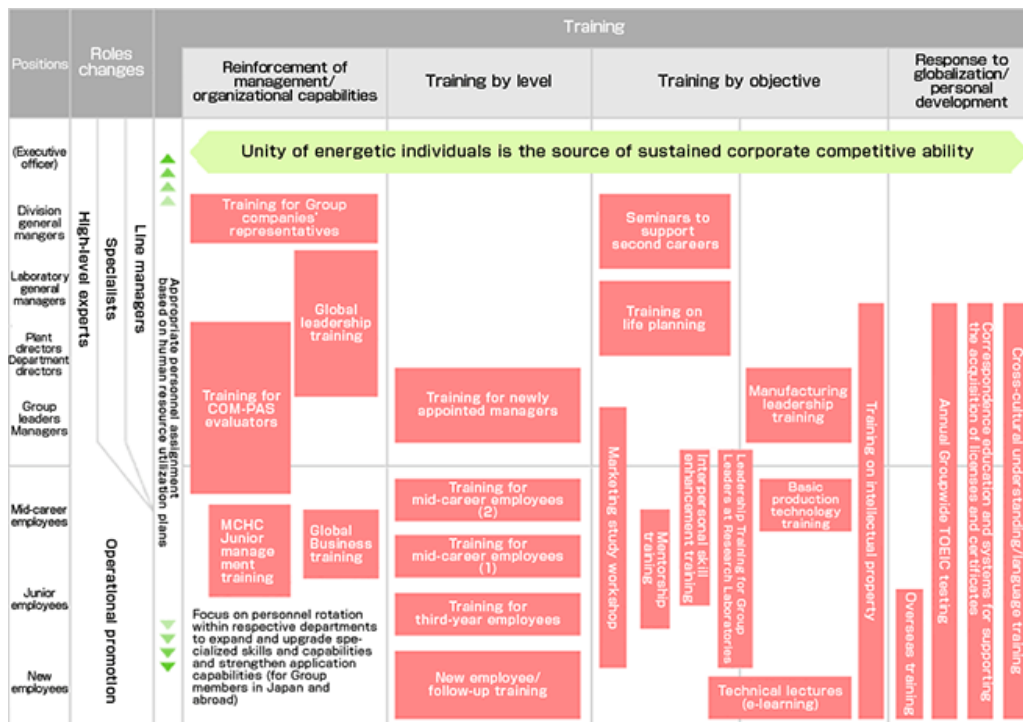 Training
Positions
Roles
changes
Reinforcement of
management/
organizational capabilities
Training by level
Training by objective
Response to
globalization/
personal
development
(Executive
officer)
Division
general
mangers
Laboratory
general
managers
Plant
directors
Department
directors
Group
leaders
Managers
Mid-career
employees
Junior
employees
New
employees
High-level experts
Specialists
Line managers
Operational promotion
Appropriate personnel assignment
based on human resource utilization plans
Unity of energetic individuals is the source of sustained corporate competitive ability
Training for Group
companies'
representatives
Global
leadership
training
Training for
COM-PAS
evaluators
MCHC
Junior
manage
ment
training
Global
Business
training
Focus on personnel rotation
within respective departments
to expand and upgrade spe-
cialized skills and capabilities
and strengthen application
capabilities (for Group
members in Japan and
abroad)
Training for newly
appointed managers
Training for
mid-career employees
(2)
Training for
mid-career employees
(1)
Training for
third-year employees
New employee/
follow-up training
Seminars to
support
second careers
Training on
life planning
Marketing study workshop
Mentorship
training
Interpersonal skill
enhancement training
Leadership Training for Group
Leaders at Research Laboratories
Manufacturing
leadership
training
Basic
production
technology
training
Technical lectures
(e-learning)
Training on intellectual property
Overseas training
Annual Groupwide TOEIC testing
Correspondence education and systems for supporting
the acquisition of licenses and certificates
Cross-cultural understanding/language training